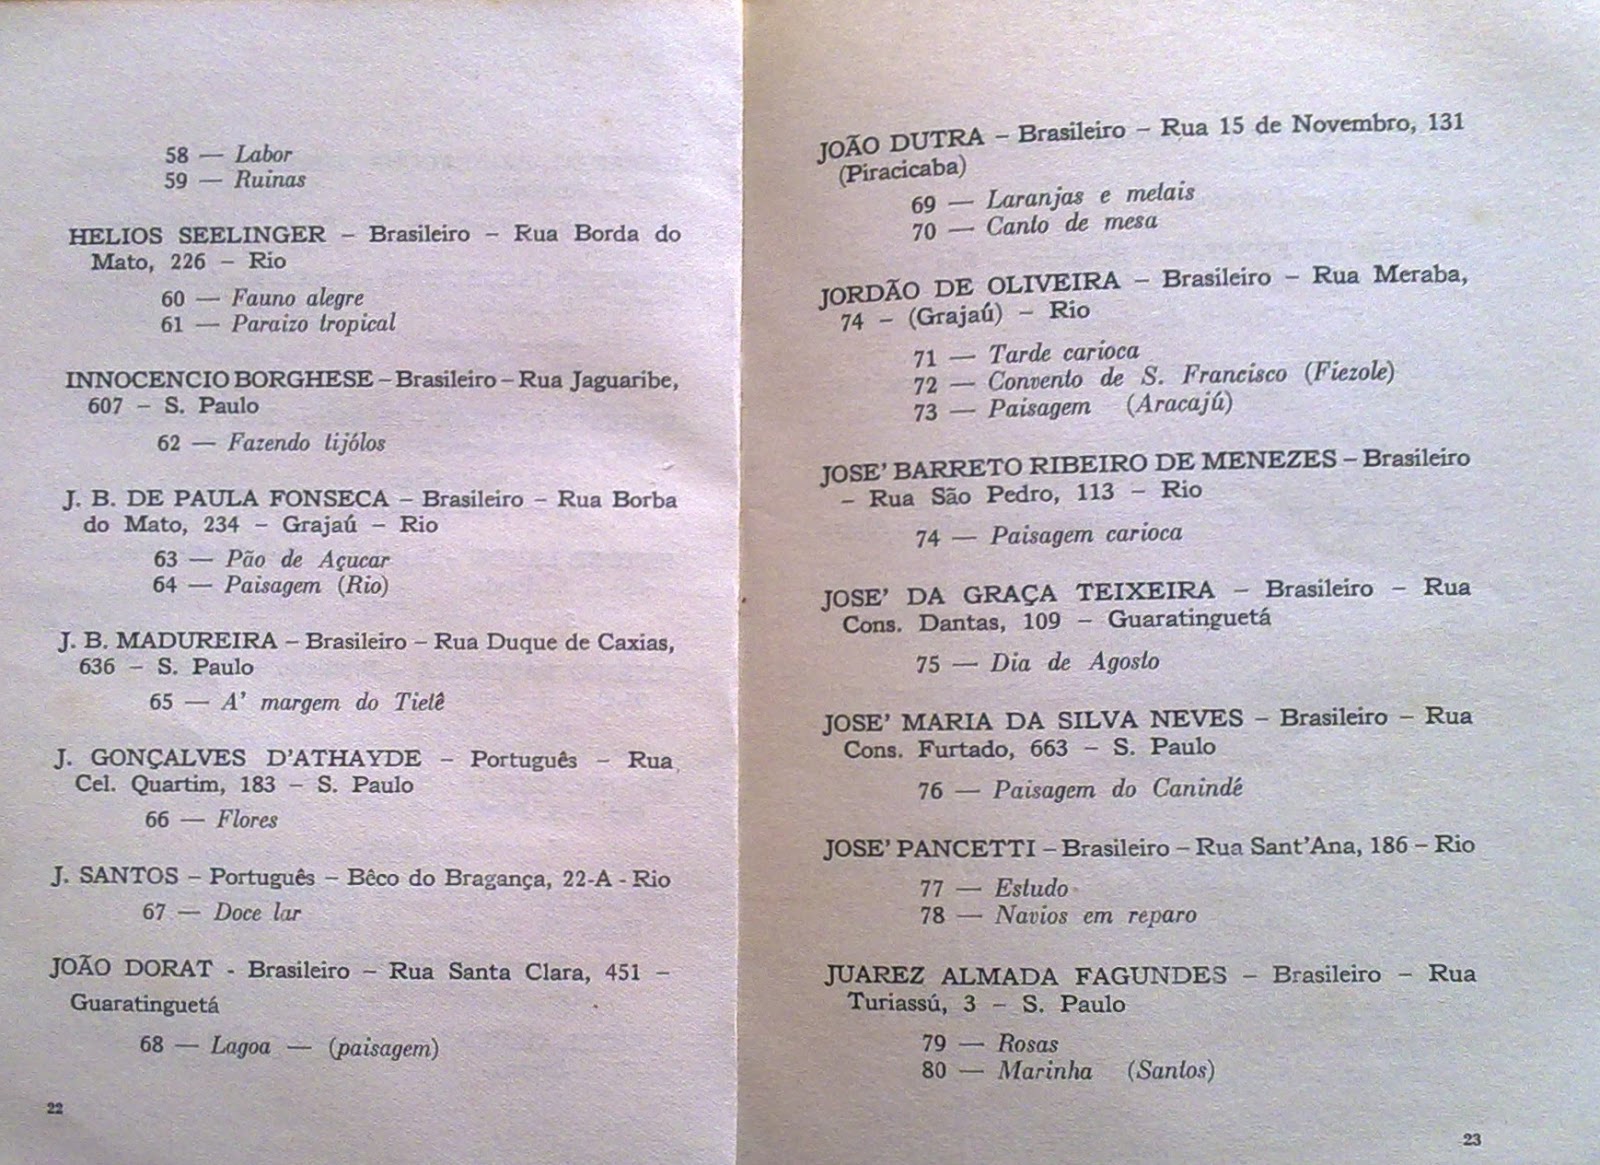 58 — Labor
59 — Ruinas
HELIOS SEELINGER – Brasileiro – Rua Borda do
Mato, 226 – Rio
60 — Fauno alegre
61 — Paraizo tropical
INNOCENCIO BORGHESE – Brasileiro – Rua Jaguaribe,
607 – S. Paulo
62 — Fazendo tijólos
J. B. DE PAULA FONSECA – Brasileiro – Rua Borba
do Mato, 234 – Grajaú – Rio
63 — Pão de Açucar
64 — Paisagem (Rio)
J. B. MADUREIRA – Brasileiro – Rua Duque de Caxias,
636 – S. Paulo
65 — A' margem do Tietê
J. GONÇALVES D'ATHAYDE – Português – Rua
Cel. Quartim, 183 – S. Paulo
66 — Flores
J. SANTOS – Português – Bêco do Bragança, 22-A - Rio
67 — Doce lar
JOÃO DORAT - Brasileiro – Rua Santa Clara, 451 –
Guaratinguetá
68 — Lagoa — (paisagem)
22
JOÃO DUTRA – Brasileiro – Rua 15 de Novembro, 131
(Piracicaba)
69 — Laranjas e metais
70 — Canto de mesa
JORDÃO DE OLIVEIRA – Brasileiro – Rua Meraba,
74 – (Grajaú) – Rio
71 — Tarde carioca
72 — Convento de S. Francisco (Fiezole)
73 — Paisagem (Aracajú)
JOSE' BARRETO RIBEIRO DE MENEZES – Brasileiro
– Rua São Pedro, 113 – Rio
74 — Paisagem carioca
JOSE' DA GRAÇA TEIXEIRA – Brasileiro – Rua
Cons. Dantas, 109 – Guaratinguetá
75 — Dia de Agosto
JOSE' MARIA DA SILVA NEVES – Brasileiro – Rua
Cons. Furtado, 663 – S. Paulo
76 — Paisagem do Canindé
JOSE' PANCETTI – Brasileiro – Rua Sant'Ana, 186 – Rio
77 — Estudo
78 — Navios em reparo
JUAREZ ALMADA FAGUNDES – Brasileiro – Rua
Turiassú, 3 – S. Paulo
79 — Rosas
80 — Marinha (Santos)
23